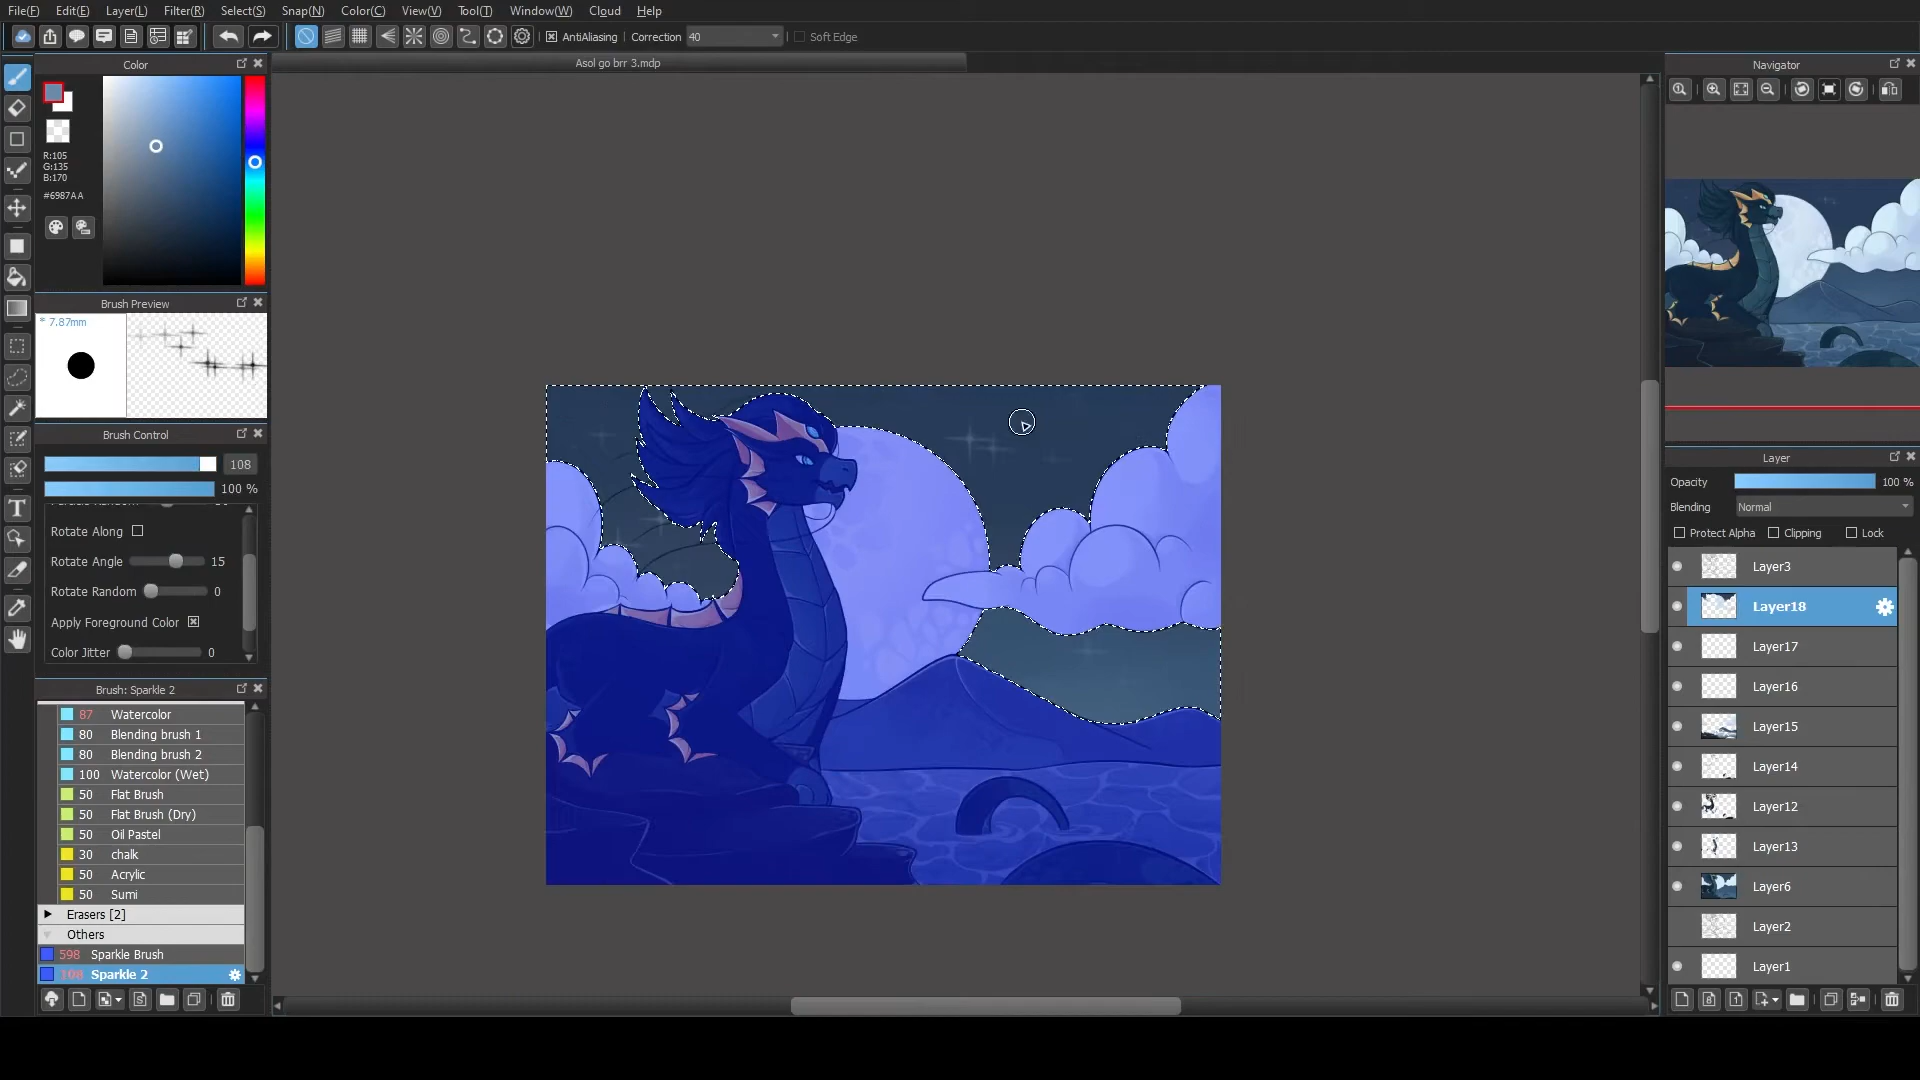 File(F) Edit(E) Layer(L) Filter(R) Select(S) Snap(N) Color(C) View(V) Tool(T) Window(W) Cloud Help
AntiAliasing Correction 40 Soft Edge
Color
Asol go brr 3.mdp
Navigator
R:105
G:135
B:170
#6987AA
Brush Preview
* 7.87mm
Brush Control
108
100 %
Rotate Along
Rotate Angle 15
Rotate Random 0
Apply Foreground Color
Color Jitter 0
Brush: Sparkle 2
87 Watercolor
80 Blending brush 1
80 Blending brush 2
100 Watercolor (Wet)
50 Flat Brush
50 Flat Brush (Dry)
50 Oil Pastel
30 chalk
50 Acrylic
50 Sumi
Erasers [2]
Others
598 Sparkle Brush
108 Sparkle 2
Layer
Opacity 100 %
Blending Normal
Protect Alpha Clipping Lock
Layer3
Layer18
Layer17
Layer16
Layer15
Layer14
Layer12
Layer13
Layer6
Layer2
Layer1